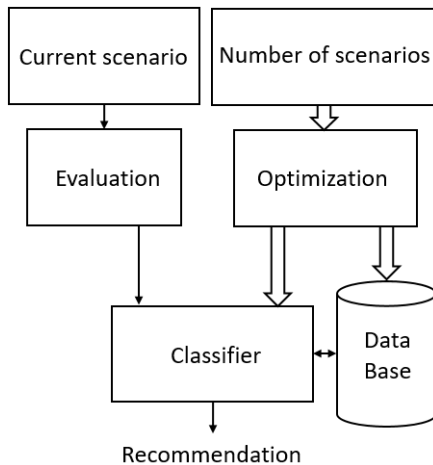 Current scenario
Number of scenarios
Evaluation
Optimization
Classifier
Data
Base
Recommendation